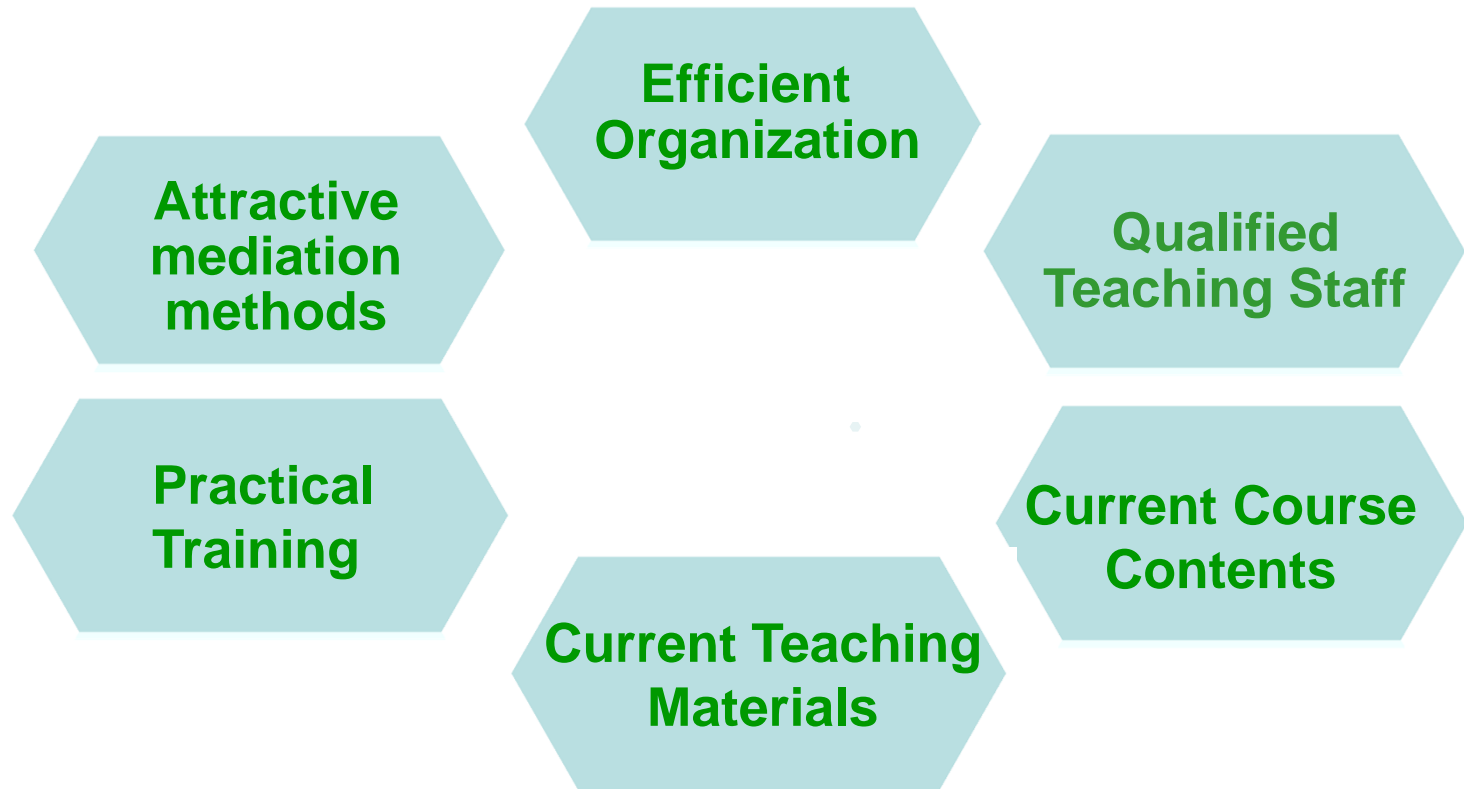 Efficient
Organization
Attractive
mediation
methods
Qualified
Teaching Staff
Practical
Training
Current Course
Contents
Current Teaching
Materials